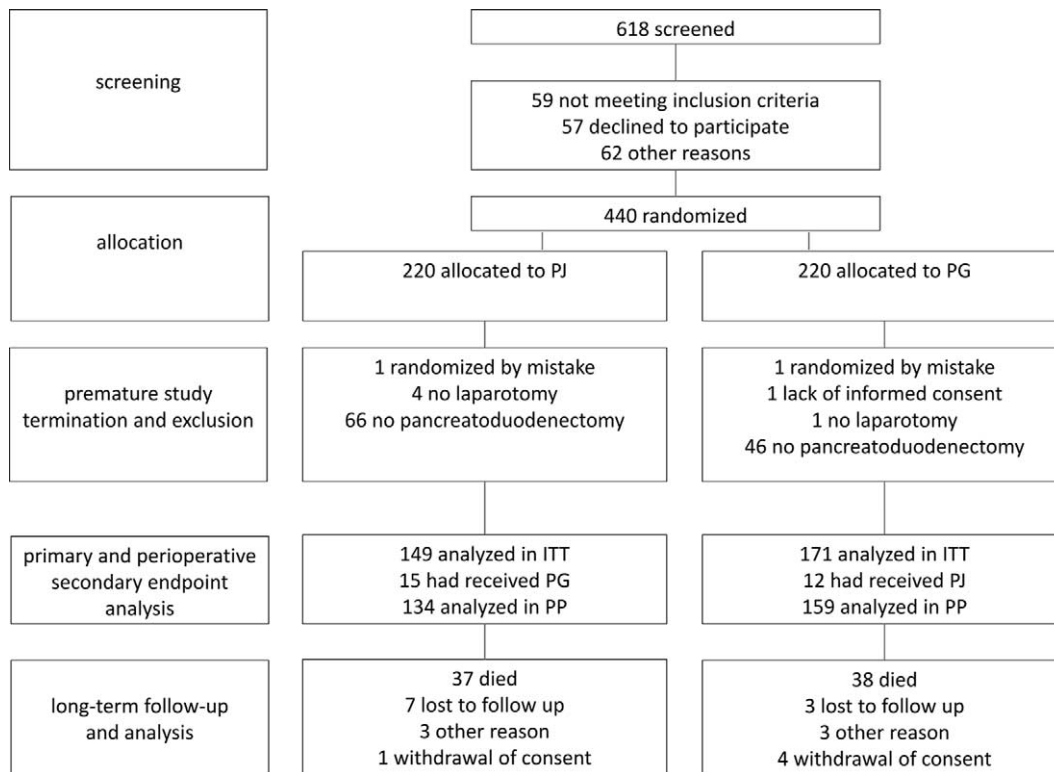 618 screened
screening
59 not meeting inclusion criteria
57 declined to participate
62 other reasons
440 randomized
allocation
220 allocated to PJ
220 allocated to PG
premature study
termination and exclusion
1 randomized by mistake
4 no laparotomy
66 no pancreatoduodenectomy
1 randomized by mistake
1 lack of informed consent
1 no laparotomy
46 no pancreatoduodenectomy
primary and perioperative
secondary endpoint
analysis
149 analyzed in ITT
15 had received PG
134 analyzed in PP
171 analyzed in ITT
12 had received PJ
159 analyzed in PP
long-term follow-up
and analysis
37 died
7 lost to follow up
3 other reason
1 withdrawal of consent
38 died
3 lost to follow up
3 other reason
4 withdrawal of consent